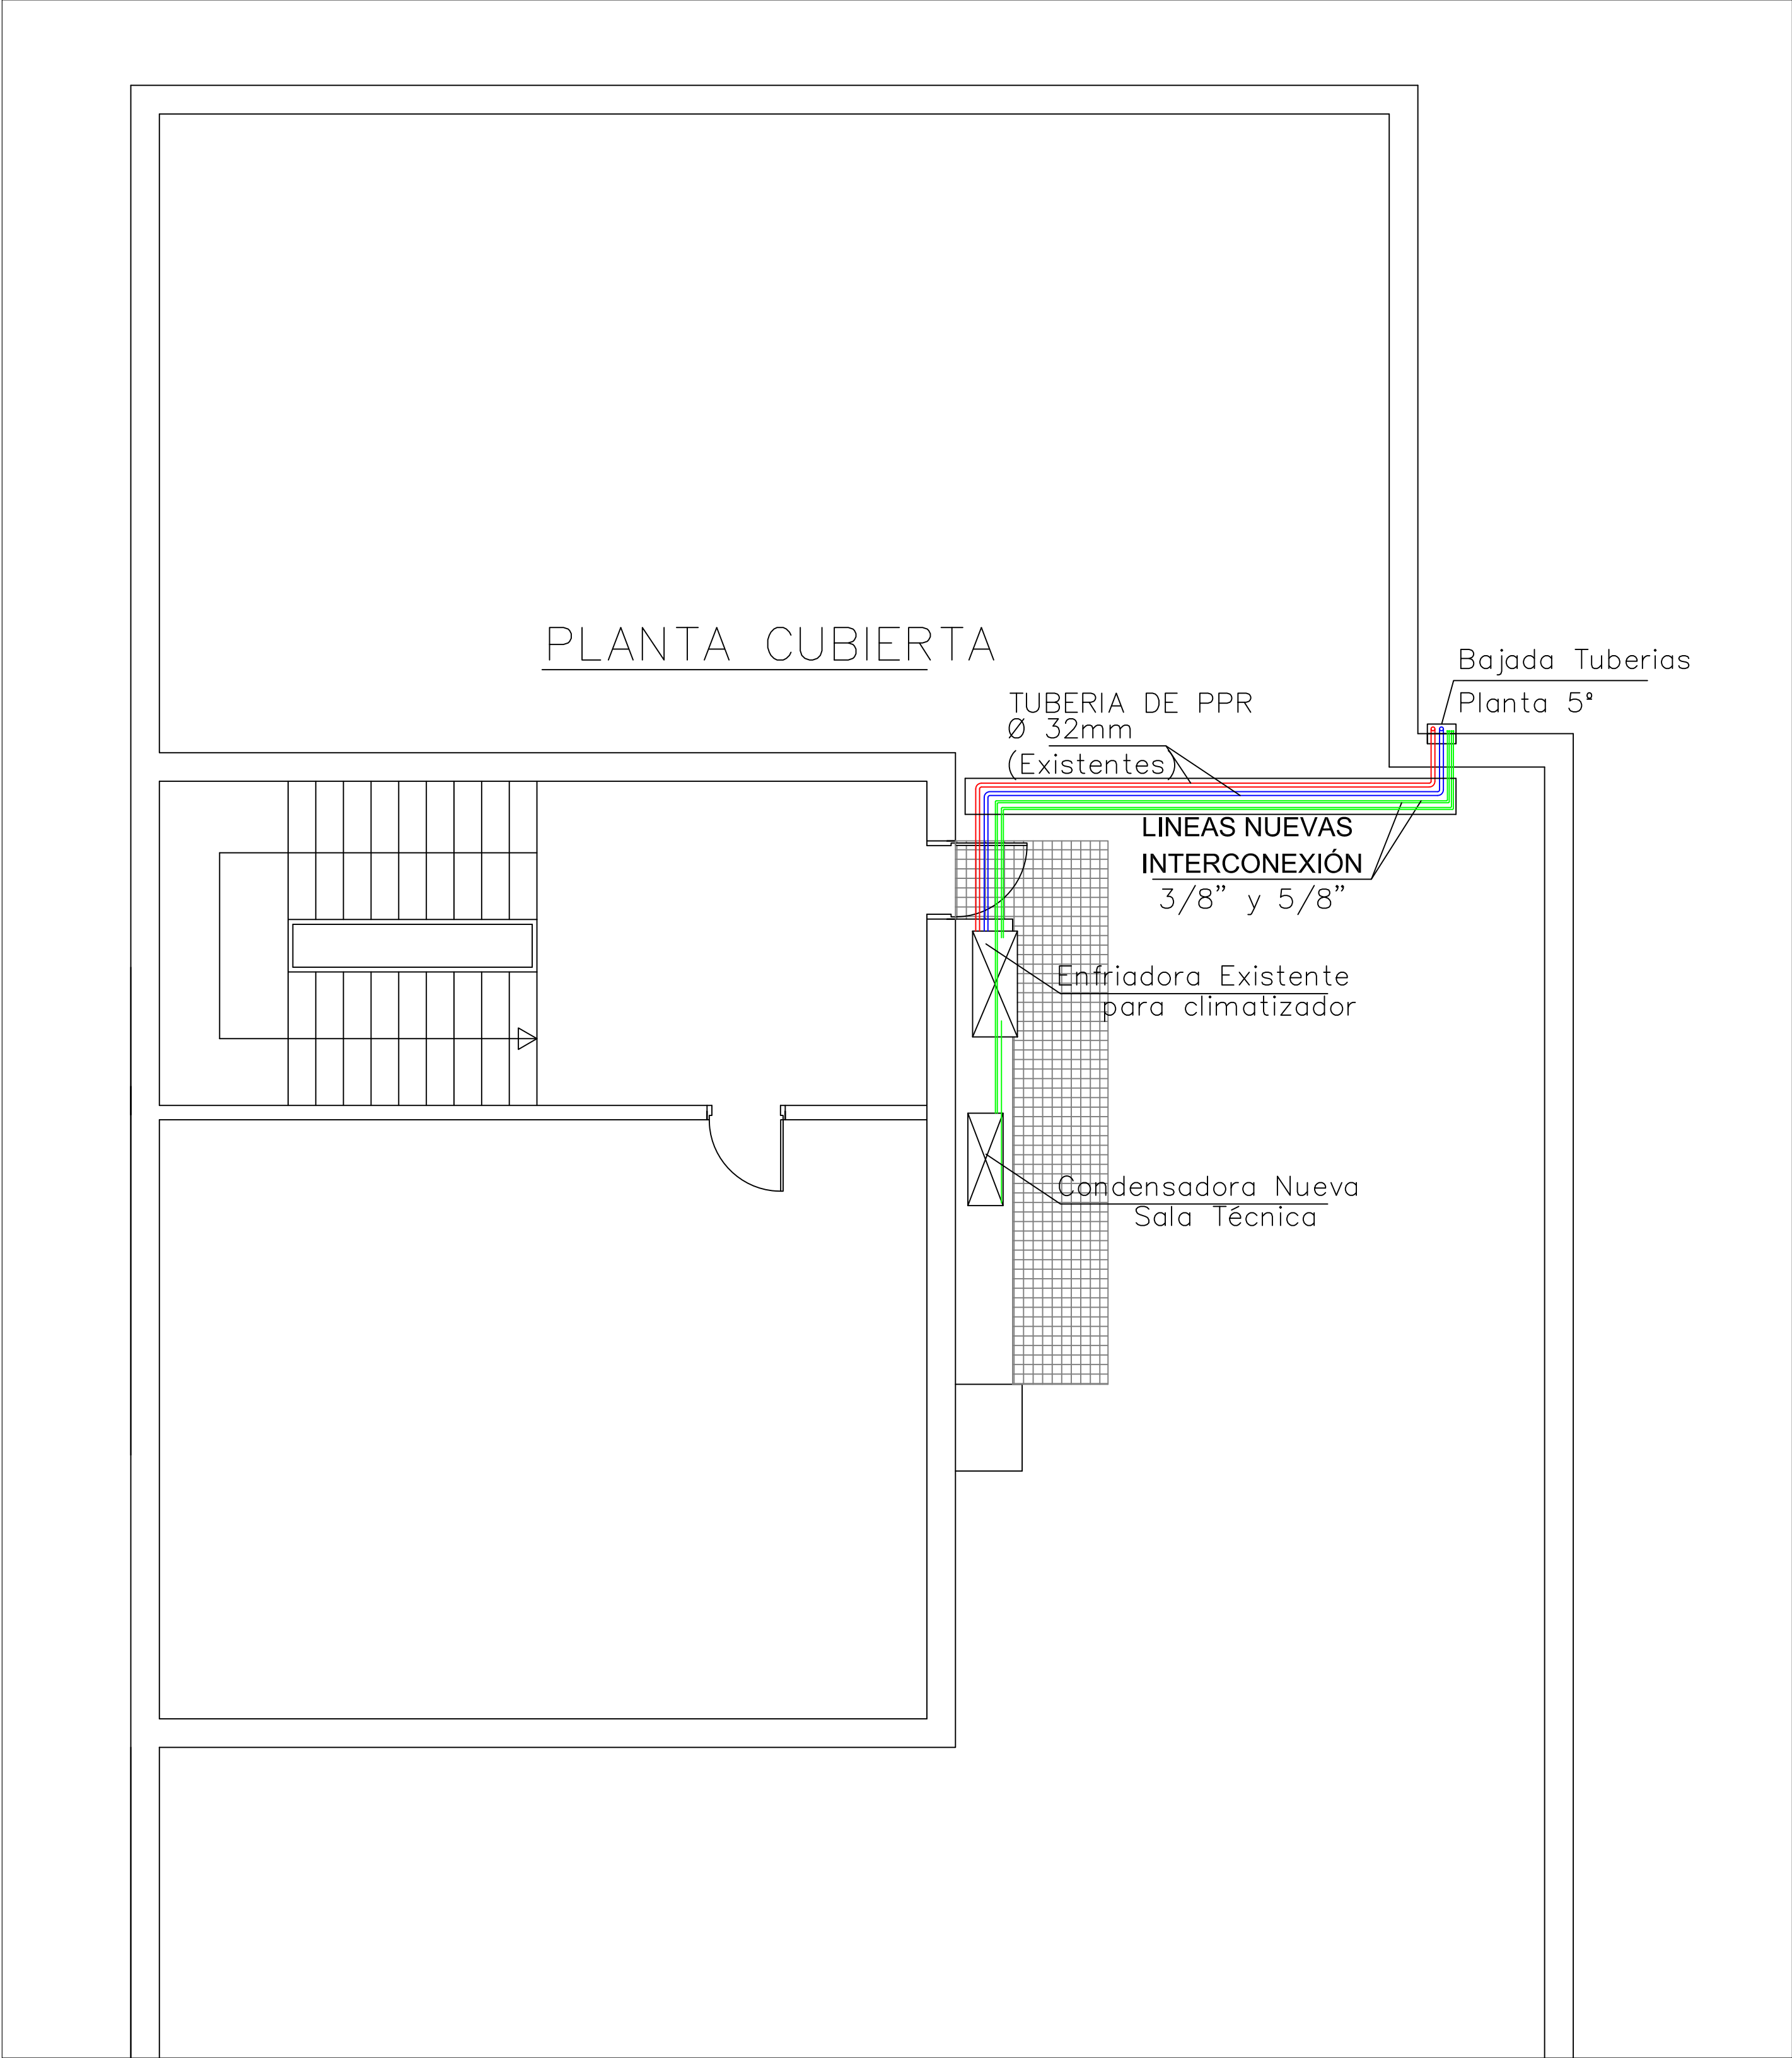 PLANTA CUBIERTA
Bajada Tuberias
Planta 5ª
TUBERIA DE PPR
Ø 32mm
(Existentes)
LINEAS NUEVAS
INTERCONEXIÓN
3/8" y 5/8"
Enfriadora Existente
para climatizador
Condensadora Nueva
Sala Técnica